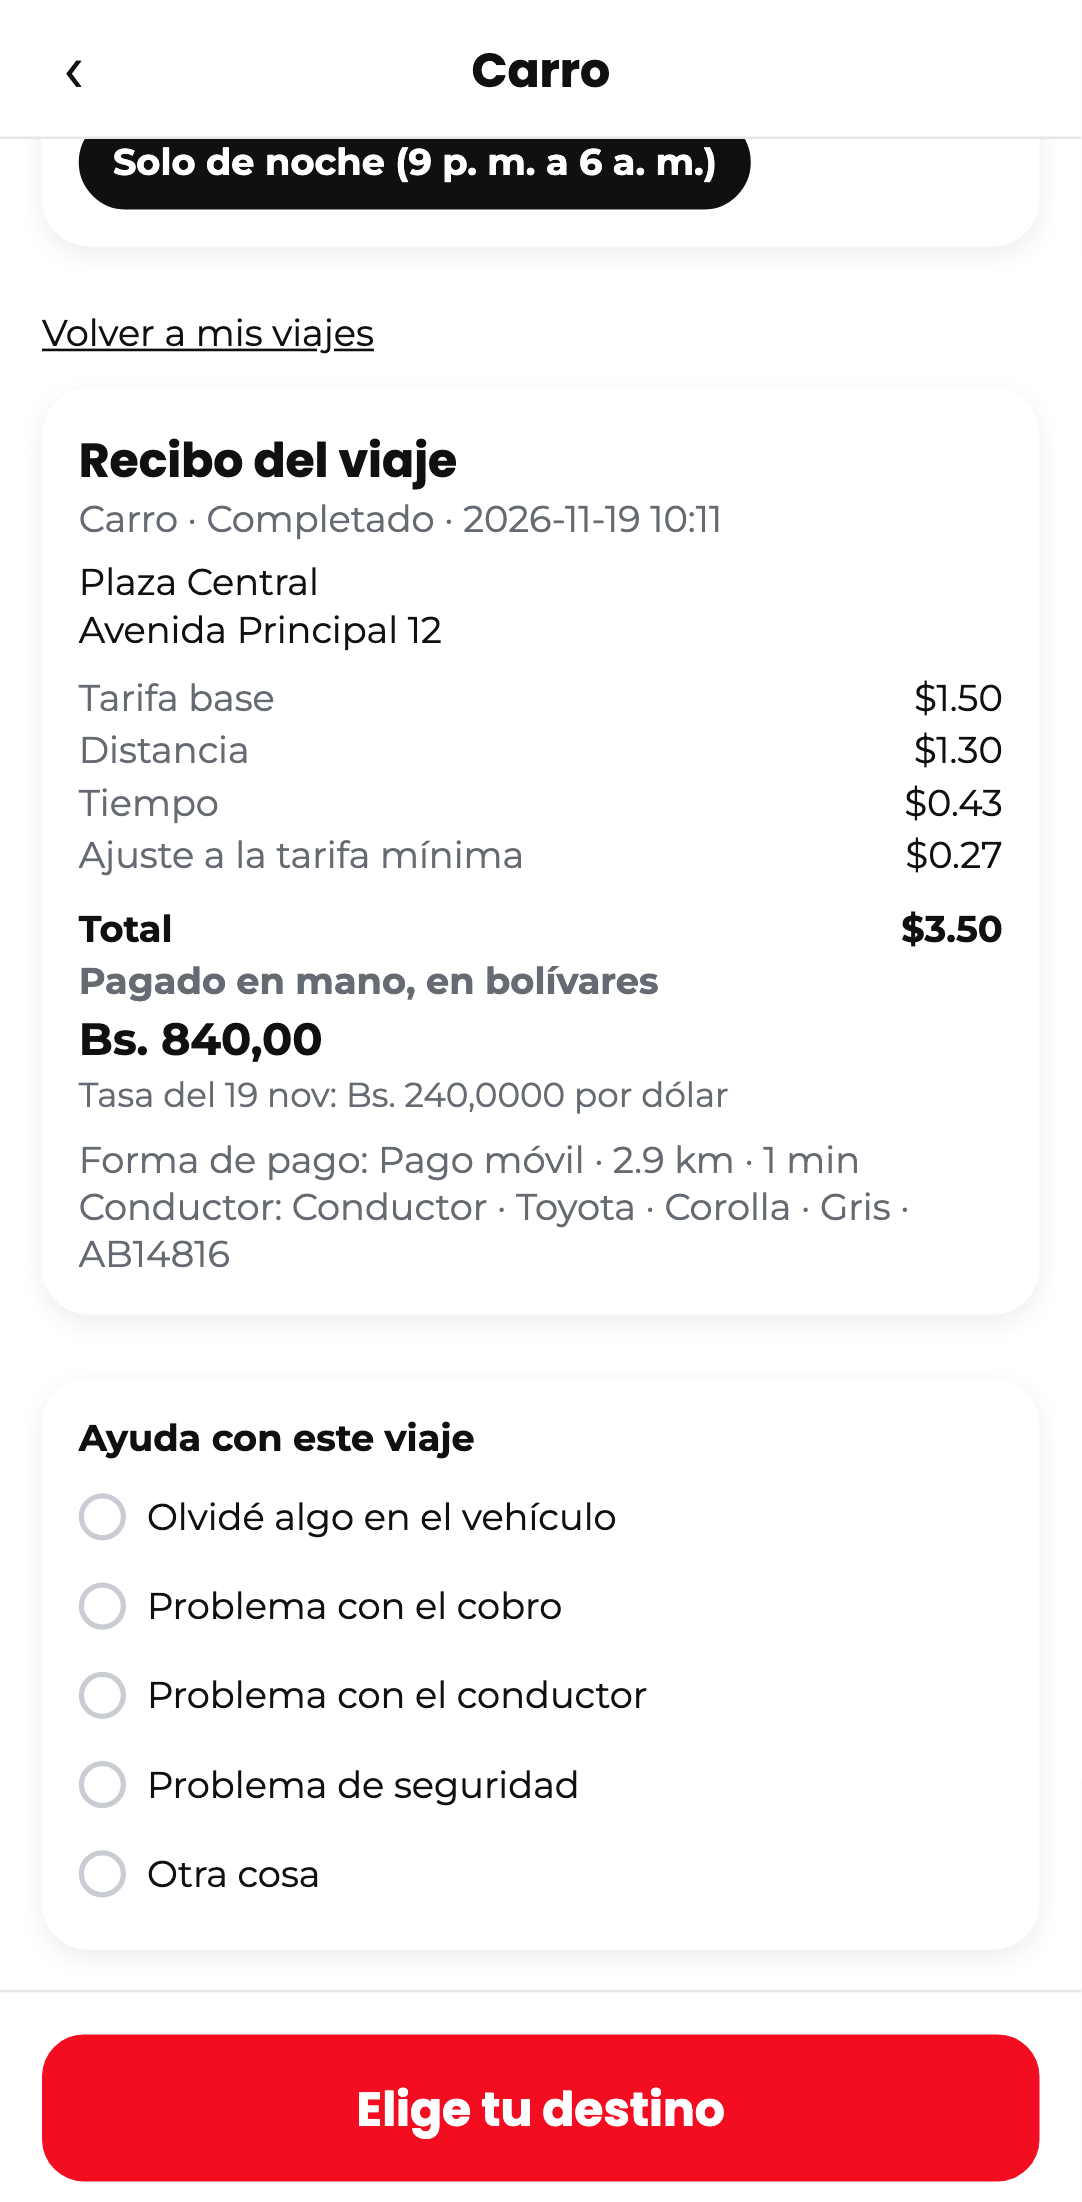 ‹
Carro
Solo de noche (9 p. m. a 6 a. m.)
Volver a mis viajes
Recibo del viaje
Carro · Completado · 2026-11-19 10:11
Plaza Central
Avenida Principal 12
Tarifa base $1.50
Distancia $1.30
Tiempo $0.43
Ajuste a la tarifa mínima $0.27
Total $3.50
Pagado en mano, en bolívares
Bs. 840,00
Tasa del 19 nov: Bs. 240,0000 por dólar
Forma de pago: Pago móvil · 2.9 km · 1 min
Conductor: Conductor · Toyota · Corolla · Gris ·
AB14816
Ayuda con este viaje
Olvidé algo en el vehículo
Problema con el cobro
Problema con el conductor
Problema de seguridad
Otra cosa
Elige tu destino